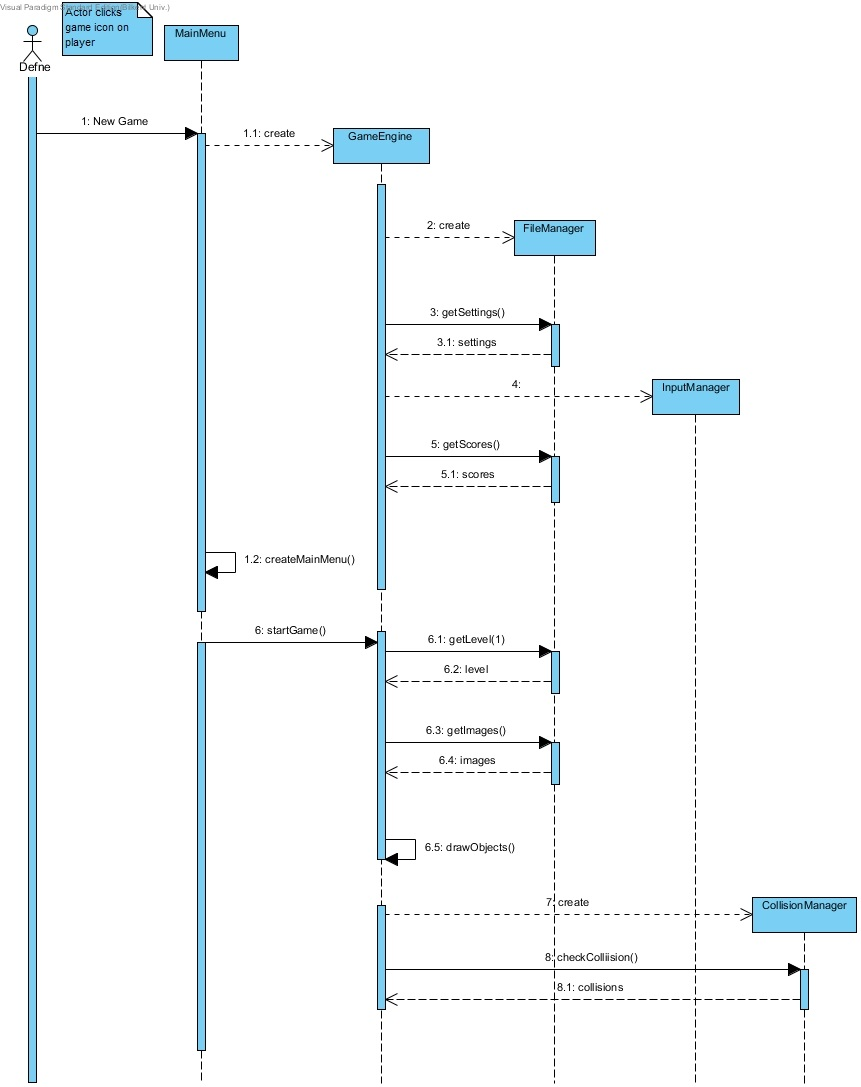 Visual Paradigm Standard Edition(Bilkent Univ.)
Actor clicks
game icon on
player
MainMenu
Defne
1: New Game
1.1: create
GameEngine
2: create
FileManager
3: getSettings()
3.1: settings
4:
InputManager
5: getScores()
5.1: scores
1.2: createMainMenu()
6: startGame()
6.1: getLevel(1)
6.2: level
6.3: getImages()
6.4: images
6.5: drawObjects()
7: create
CollisionManager
8: checkColliision()
8.1: collisions